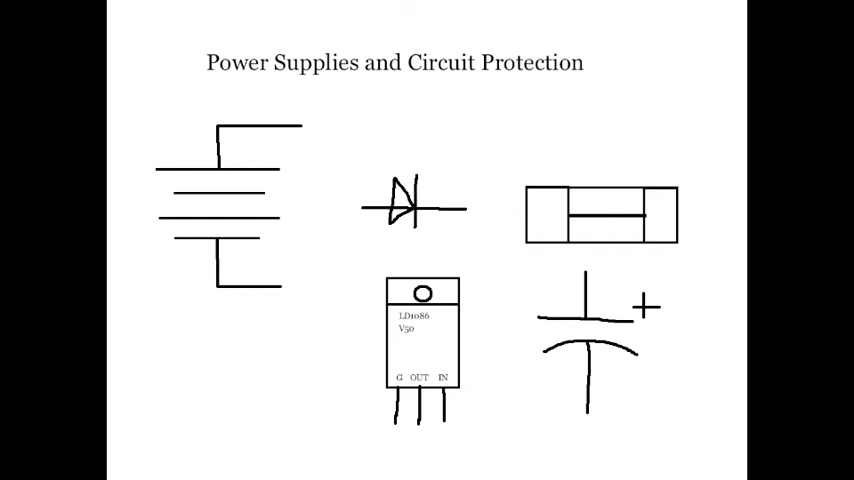 Power Supplies and Circuit Protection
+
LD1086
V50
G OUT IN